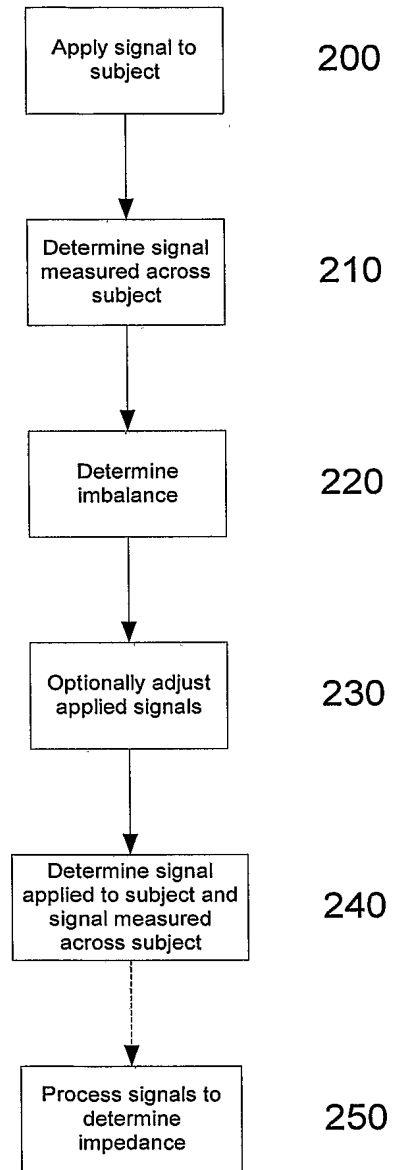 Apply signal to
subject
200
Determine signal
measured across
subject
210
Determine
imbalance
220
Optionally adjust
applied signals
230
Determine signal
applied to subject and
signal measured
across subject
240
Process signals to
determine
impedance
250